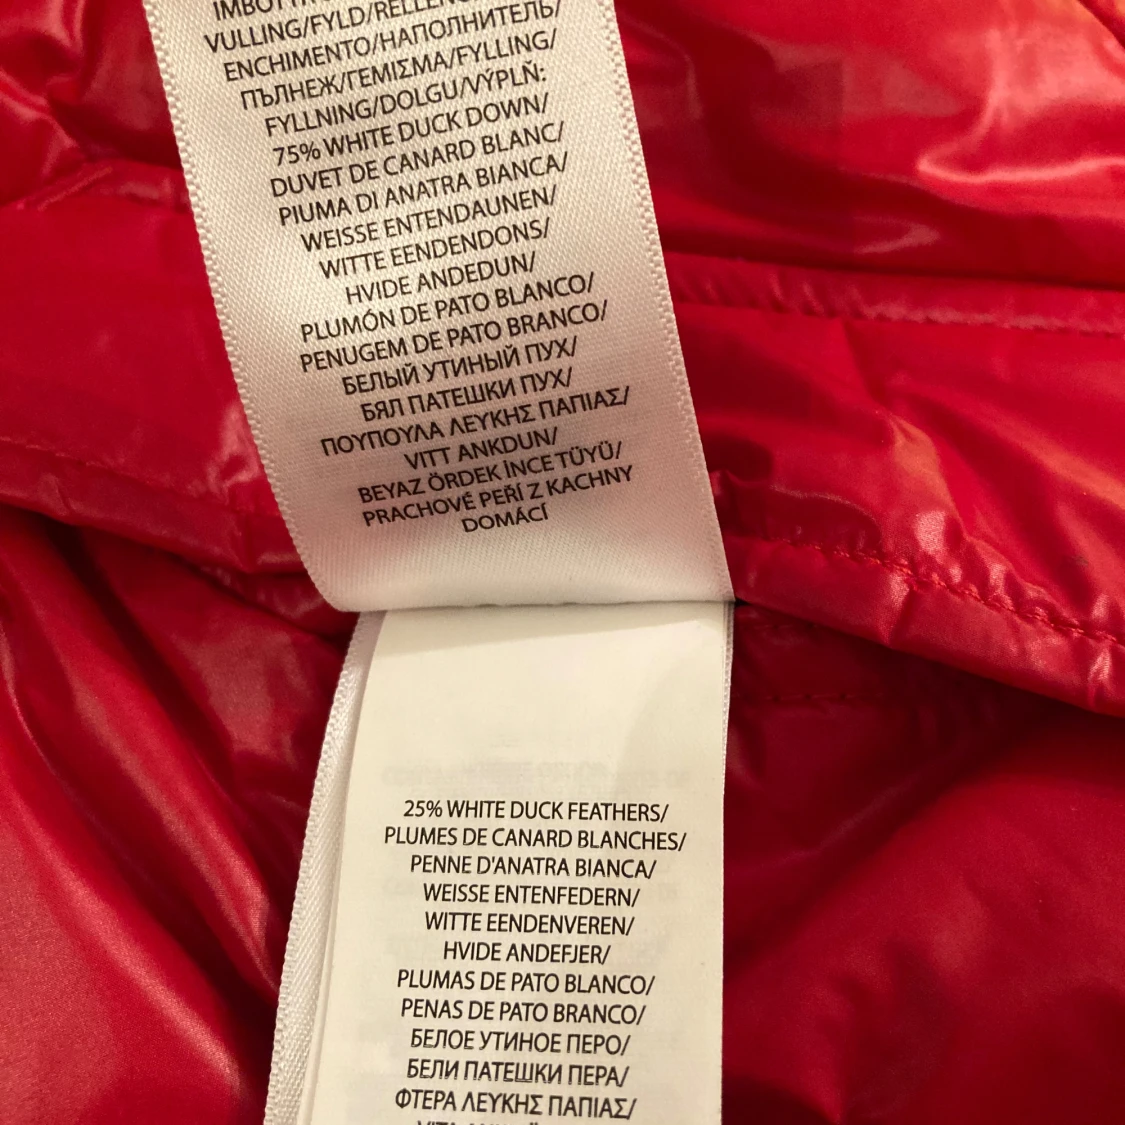 VULLING/FYLD/RELLENO
ENCHIMENTO/НАПОЛНИТЕЛЬ/
ПЪЛНЕЖ/ΓΕΜΙΣΜΑ/FYLLING/
FYLLNING/DOLGU/VÝPLŇ:
75% WHITE DUCK DOWN/
DUVET DE CANARD BLANC/
PIUMA DI ANATRA BIANCA/
WEISSE ENTENDAUNEN/
WITTE EENDENDONS/
HVIDE ANDEDUN/
PLUMÓN DE PATO BLANCO/
PENUGEM DE PATO BRANCO/
БЕЛЫЙ УТИНЫЙ ПУХ/
БЯЛ ПАТЕШКИ ПУХ/
ΠΟΥΠΟΥΛΑ ΛΕΥΚΗΣ ΠΑΠΙΑΣ/
VITT ANKDUN/
BEYAZ ÖRDEK İNCE TÜYÜ/
PRACHOVÉ PEŘÍ Z KACHNY
DOMÁCÍ
25% WHITE DUCK FEATHERS/
PLUMES DE CANARD BLANCHES/
PENNE D'ANATRA BIANCA/
WEISSE ENTENFEDERN/
WITTE EENDENVEREN/
HVIDE ANDEFJER/
PLUMAS DE PATO BLANCO/
PENAS DE PATO BRANCO/
БЕЛОЕ УТИНОЕ ПЕРО/
БЕЛИ ПАТЕШКИ ПЕРА/
ΦΤΕΡΑ ΛΕΥΚΗΣ ΠΑΠΙΑΣ/